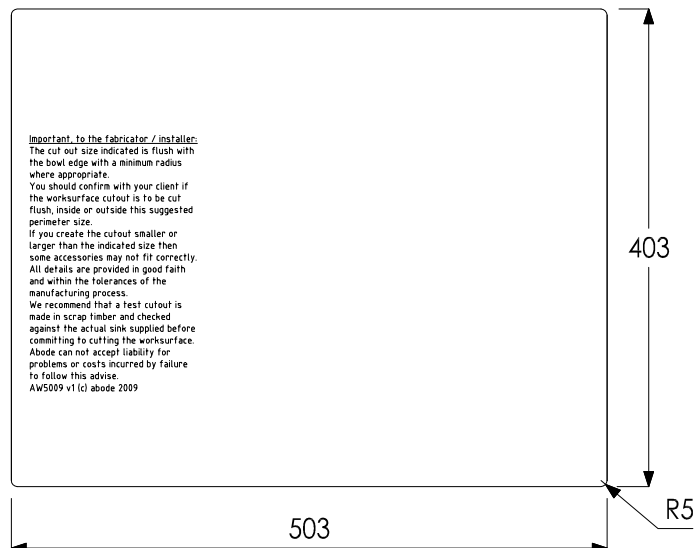 Important, to the fabricator / installer:
The cut out size indicated is flush with
the bowl edge with a minimum radius
where appropriate.
You should confirm with your client if
the worksurface cutout is to be cut
flush, inside or outside this suggested
perimeter size.
If you create the cutout smaller or
larger than the indicated size then
some accessories may not fit correctly.
All details are provided in good faith
and within the tolerances of the
manufacturing process.
We recommend that a test cutout is
made in scrap timber and checked
against the actual sink supplied before
committing to cutting the worksurface.
Abode can not accept liability for
problems or costs incurred by failure
to follow this advise.
AW5009 v1 (c) abode 2009
403
R5
503